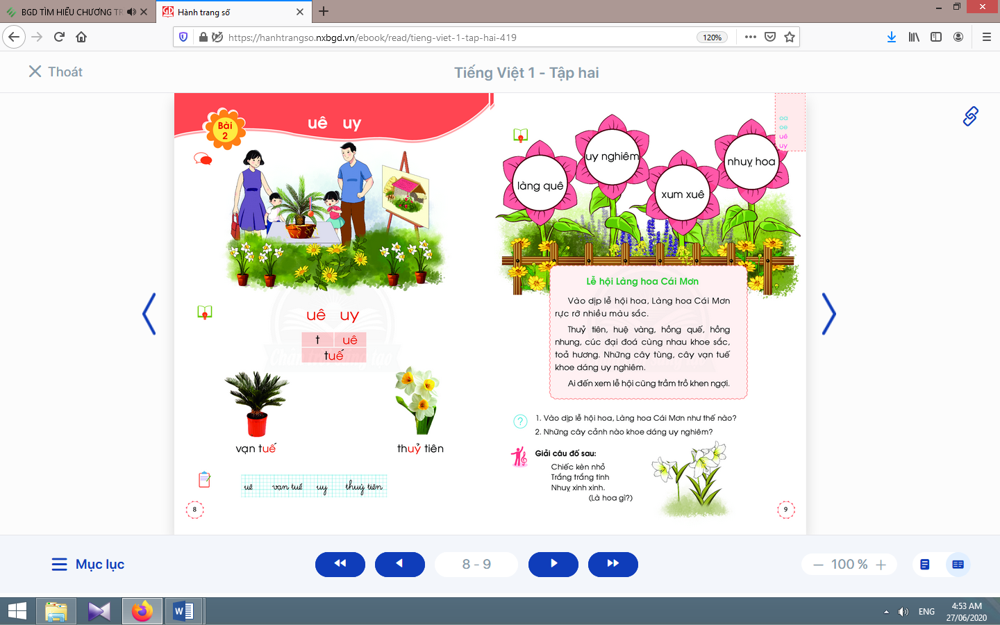 BGD TÌM HIỂU CHƯƠNG TR
Hành trang số
https://hanhtrangso.nxbgd.vn/ebook/read/tieng-viet-1-tap-hai-419
120%
Thoát
Tiếng Việt 1 - Tập hai
Bài
2
uê uy
uê uy
t uê
tuế
Chân trời sáng tạo
vạn tuế
thuỷ tiên
uê vạn tuế uy thuỷ tiên
8
oa
oe
uê
uy
làng quê
uy nghiêm
xum xuê
nhuỵ hoa
Lễ hội Làng hoa Cái Mơn
Vào dịp lễ hội hoa, Làng hoa Cái Mơn
rực rỡ nhiều màu sắc.
Thuỷ tiên, huệ vàng, hồng quế, hồng
nhung, cúc đại đoá cùng nhau khoe sắc,
toả hương. Những cây tùng, cây vạn tuế
khoe dáng uy nghiêm.
Ai đến xem lễ hội cũng trầm trồ khen ngợi.
1. Vào dịp lễ hội hoa, Làng hoa Cái Mơn như thế nào?
2. Những cây cảnh nào khoe dáng uy nghiêm?
Giải câu đố sau:
Chiếc kèn nhỏ
Trắng trắng tinh
Nhuỵ xinh xinh.
(Là hoa gì?)
9
Mục lục
8 - 9
100 %
ENG
4:53 AM
27/06/2020